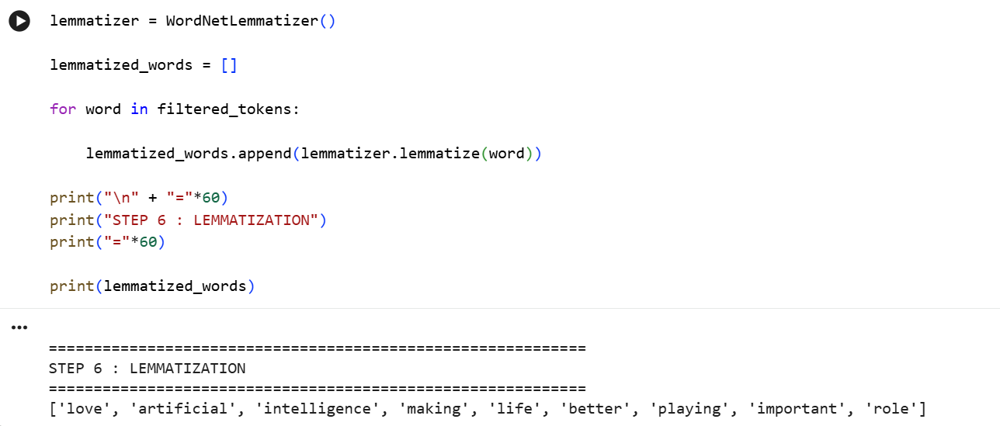 lemmatizer = WordNetLemmatizer()
lemmatized_words = []
for word in filtered_tokens:
    lemmatized_words.append(lemmatizer.lemmatize(word))
print("\n" + "="*60)
print("STEP 6 : LEMMATIZATION")
print("="*60)
print(lemmatized_words)
============================================================
STEP 6 : LEMMATIZATION
============================================================
['love', 'artificial', 'intelligence', 'making', 'life', 'better', 'playing', 'important', 'role']